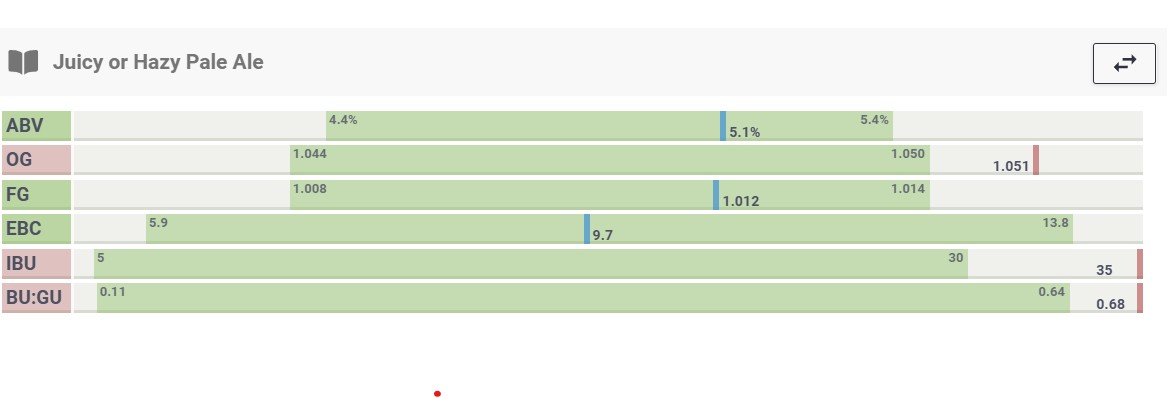 Juicy or Hazy Pale Ale
ABV 4.4% 5.1% 5.4%
OG 1.044 1.050 1.051
FG 1.008 1.012 1.014
EBC 5.9 9.7 13.8
IBU 5 30 35
BU:GU 0.11 0.64 0.68